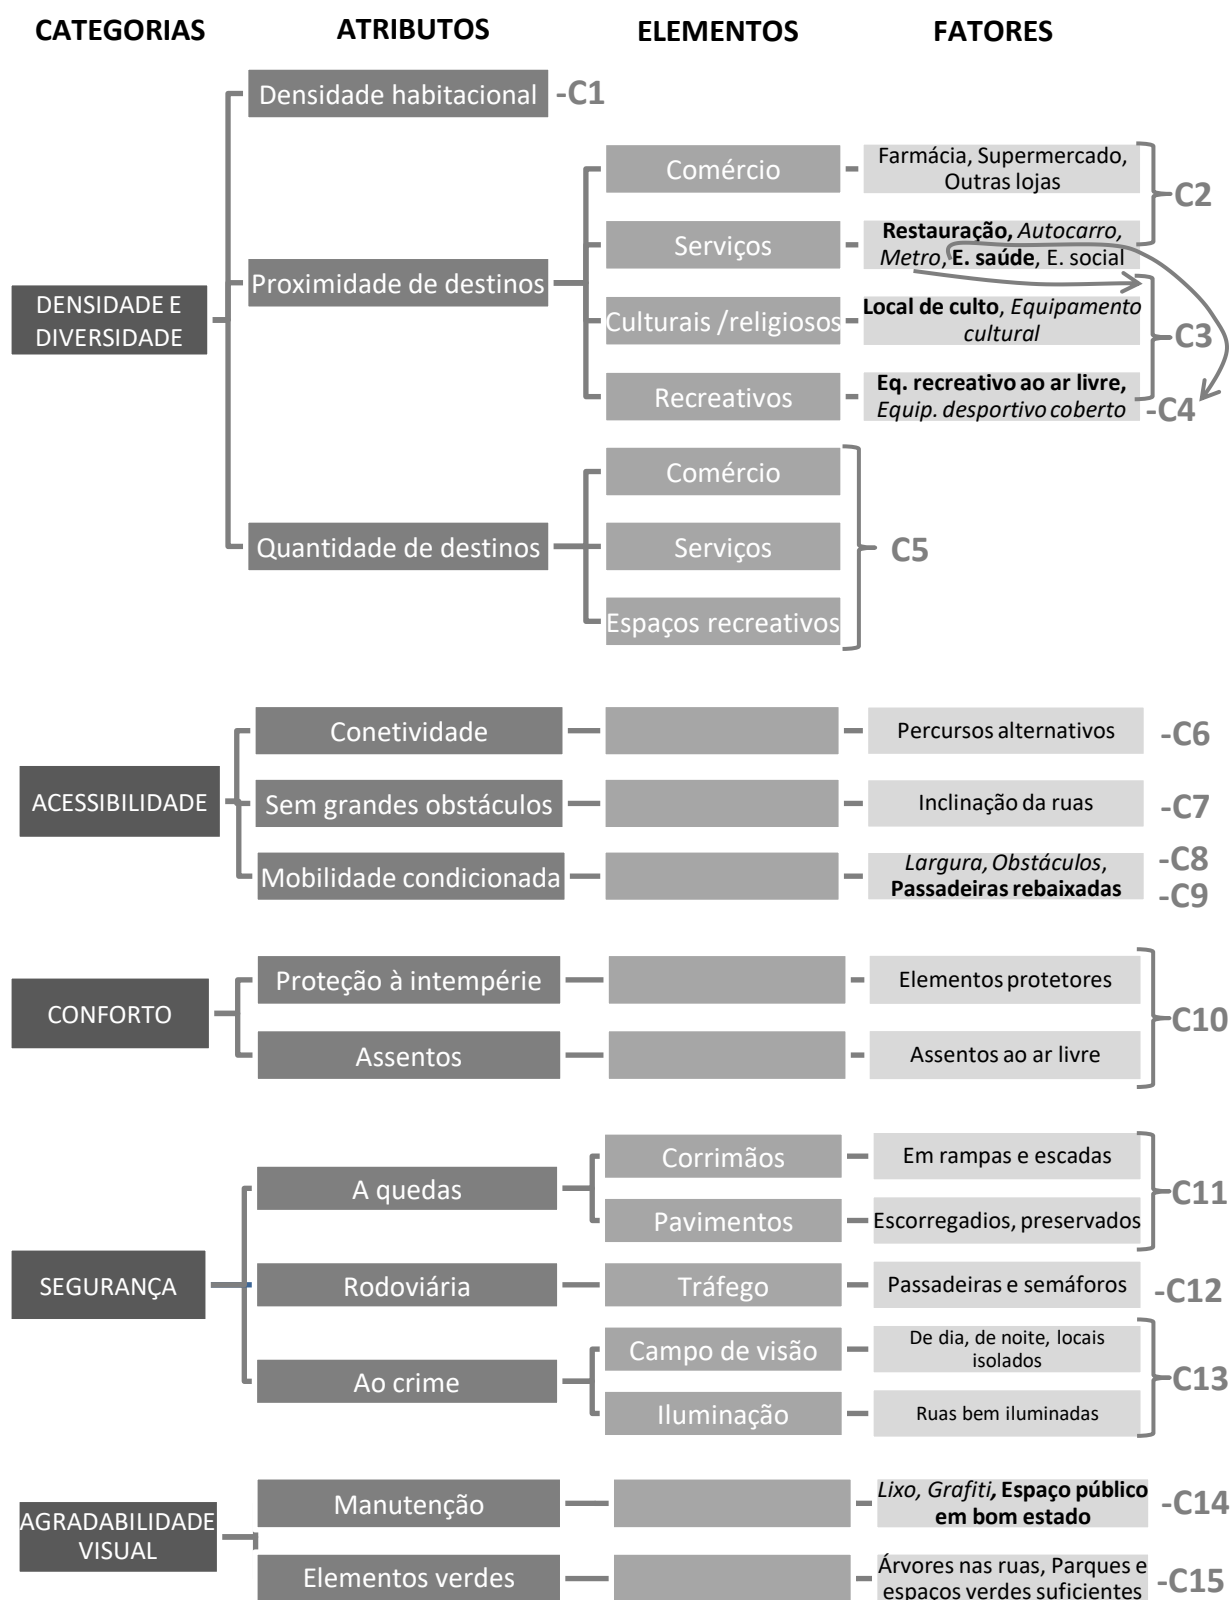 CATEGORIAS ATRIBUTOS ELEMENTOS FATORES
Densidade habitacional -C1
Comércio
Farmácia, Supermercado,
Outras lojas
C2
Serviços
Restauração, Autocarro,
Metro, E. saúde, E. social
DENSIDADE E
DIVERSIDADE
Proximidade de destinos
Culturais /religiosos
Local de culto, Equipamento
cultural
C3
Recreativos
Eq. recreativo ao ar livre,
Equip. desportivo coberto
-C4
Comércio
Quantidade de destinos
Serviços
C5
Espaços recreativos
Conetividade
Percursos alternativos
-C6
ACESSIBILIDADE
Sem grandes obstáculos
Inclinação da ruas
-C7
Mobilidade condicionada
Largura, Obstáculos,
Passadeiras rebaixadas
-C8
-C9
Proteção à intempérie
Elementos protetores
CONFORTO
C10
Assentos
Assentos ao ar livre
A quedas
Corrimãos
Em rampas e escadas
C11
Pavimentos
Escorregadios, preservados
SEGURANÇA
Rodoviária
Tráfego
Passadeiras e semáforos
-C12
Ao crime
Campo de visão
De dia, de noite, locais
isolados
C13
Iluminação
Ruas bem iluminadas
AGRADABILIDADE
VISUAL
Manutenção
Lixo, Grafiti, Espaço público
em bom estado
-C14
Elementos verdes
Árvores nas ruas, Parques e
espaços verdes suficientes
-C15